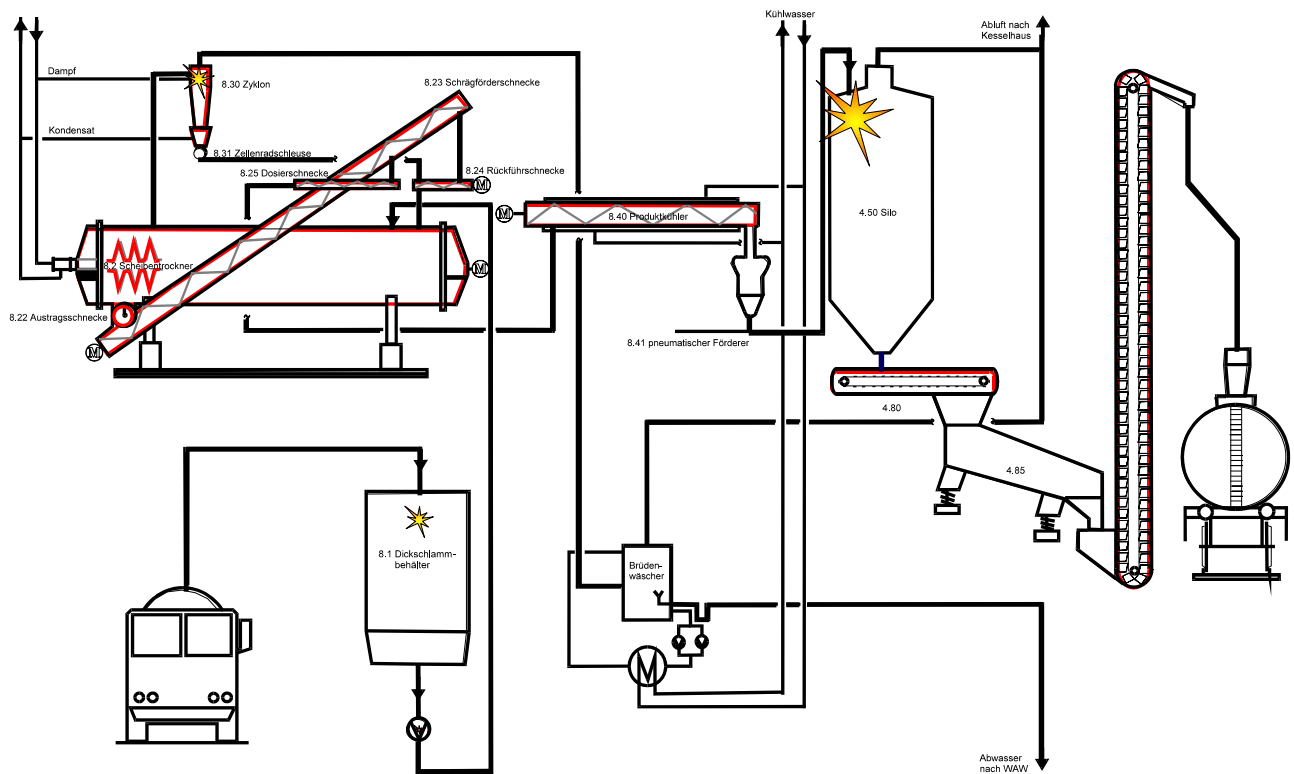 Kühlwasser
Abluft nach
Kesselhaus
Dampf
8.30 Zyklon
8.23 Schrägförderschnecke
Kondensat
8.31 Zellenradschleuse
8.25 Dosierschnecke
8.24 Rückführschnecke
M
M
8.40 Produktkühler
4.50 Silo
8.2 Scheibentrockner
M
8.22 Austragsschnecke
M
8.41 pneumatischer Förderer
4.80
4.85
8.1 Dickschlamm-
behälter
Brüden-
wäscher
Abwasser
nach WAW